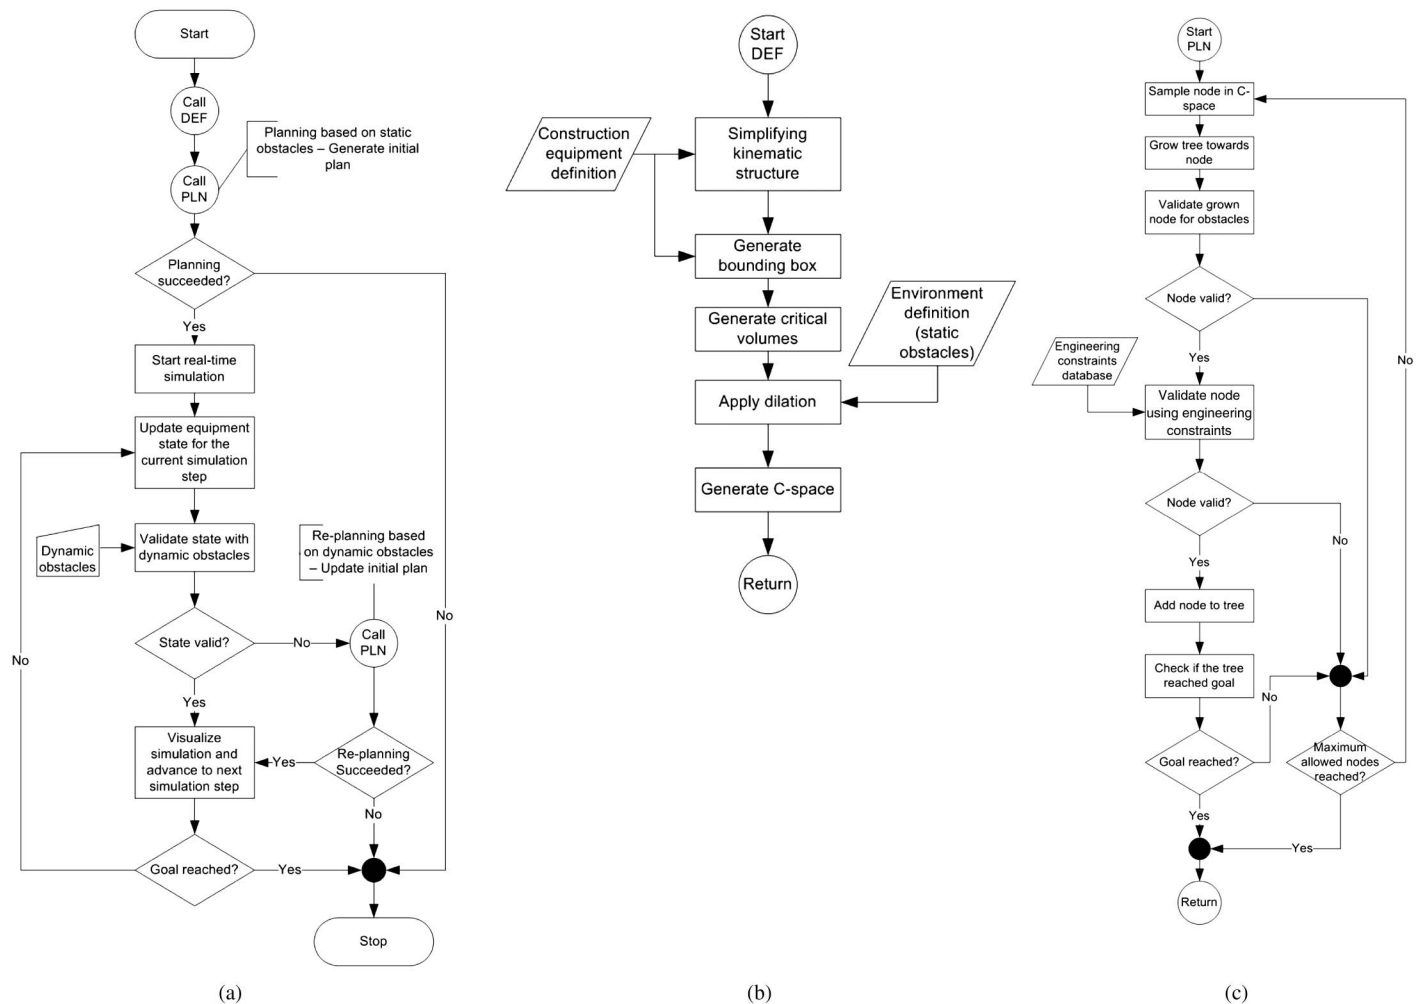 Start
Call
DEF
Planning based on static
obstacles – Generate initial
plan
Call
PLN
Planning
succeeded?
Yes
Start real-time
simulation
Update equipment
state for the
current simulation
step
Dynamic
obstacles
Validate state with
dynamic obstacles
Re-planning based
on dynamic obstacles
– Update initial plan
No
State valid?
No
Call
PLN
No
Yes
Visualize
simulation and
advance to next
simulation step
Yes
Re-planning
Succeeded?
No
Goal reached?
Yes
Stop
(a)
Start
DEF
Construction
equipment
definition
Simplifying
kinematic
structure
Generate
bounding box
Environment
definition
(static
obstacles)
Generate critical
volumes
Apply dilation
Generate C-space
Return
(b)
Start
PLN
Sample node in C-
space
Grow tree towards
node
Validate grown
node for obstacles
Node valid?
No
Yes
Engineering
constraints
database
Validate node
using engineering
constraints
Node valid?
No
Yes
Add node to tree
Check if the tree
reached goal
No
Goal reached?
Maximum
allowed nodes
reached?
Yes
Yes
Return
(c)